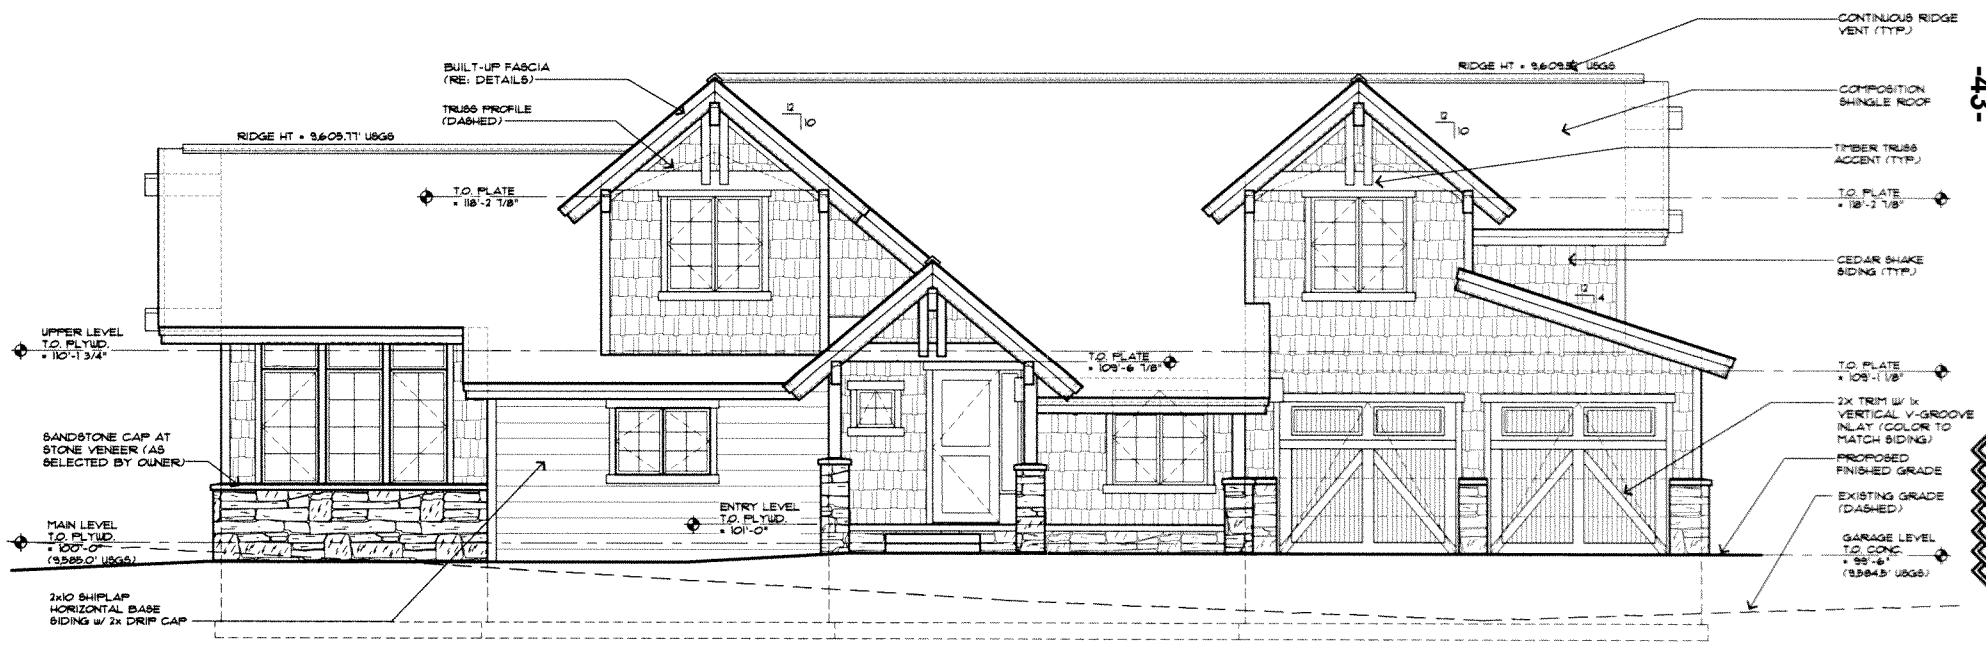 CONTINUOUS RIDGE
VENT (TYP.)
-43-
BUILT-UP FASCIA
(RE: DETAILS)
RIDGE HT = USGS
COMPOSITION
SHINGLE ROOF
TRUSS PROFILE
(DASHED)
12
10
12
10
RIDGE HT = 9,605.77' USGS
TIMBER TRUSS
ACCENT (TYP.)
T.O. PLATE
= 118'-2 7/8"
T.O. PLATE
= 118'-2 7/8"
CEDAR SHAKE
SIDING (TYP.)
12
4
UPPER LEVEL
T.O. PLYWD.
= 110'-1 3/4"
T.O. PLATE
= 109'-6 7/8"
T.O. PLATE
= 109'-1 1/8"
2X TRIM W/ 1x
VERTICAL V-GROOVE
INLAY (COLOR TO
MATCH SIDING)
SANDSTONE CAP AT
STONE VENEER (AS
SELECTED BY OWNER)
PROPOSED
FINISHED GRADE
EXISTING GRADE
(DASHED)
ENTRY LEVEL
T.O. PLYWD.
= 101'-0"
MAIN LEVEL
T.O. PLYWD.
= 100'-0"
(9,585.0' USGS)
GARAGE LEVEL
T.O. CONC.
= 99'-6"
(9,584.5' USGS)
2x10 SHIPLAP
HORIZONTAL BASE
SIDING w/ 2x DRIP CAP